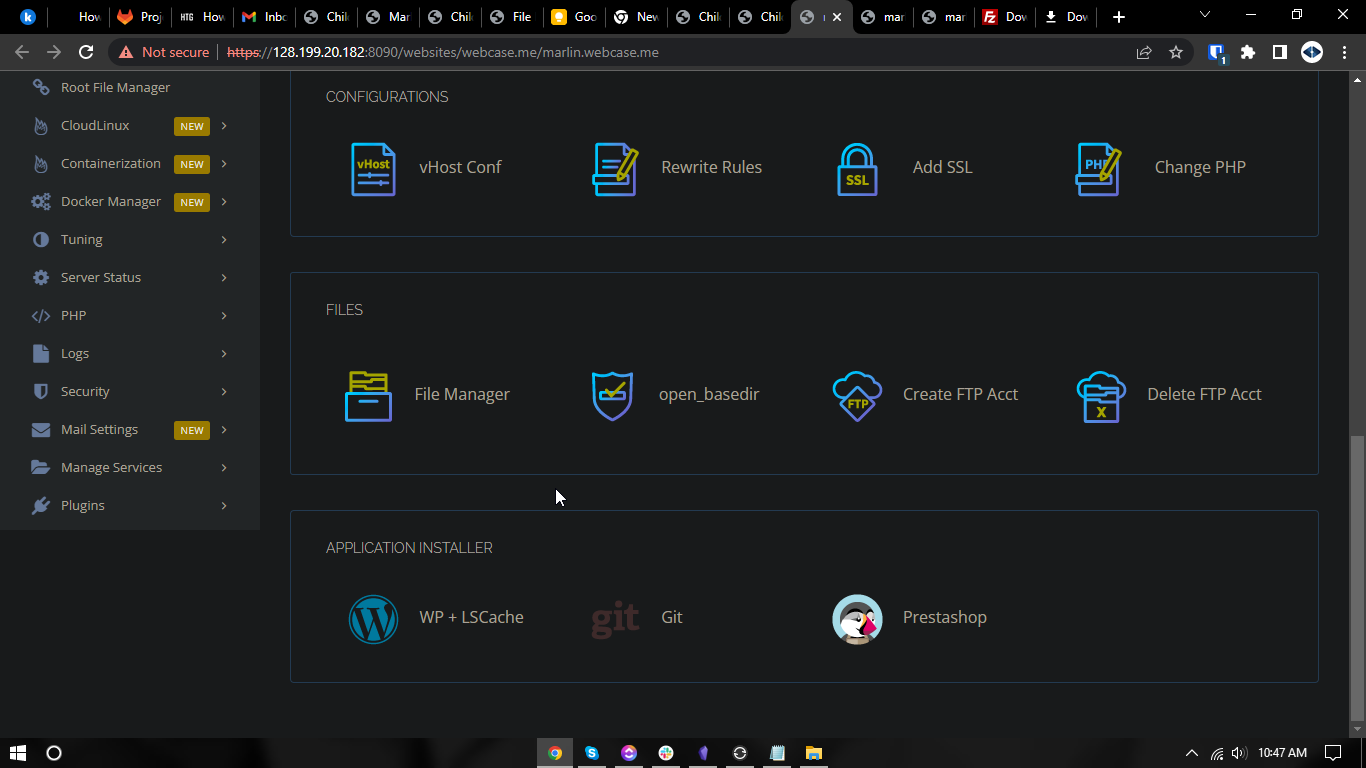 How
Proj
HTG
How
Inbo
Chil
Mar
Chil
File
Goo
New
Chil
Chil
mar
mar
Dov
Dov
Not secure
https://128.199.20.182:8090/websites/webcase.me/marlin.webcase.me
1
Root File Manager
CloudLinux NEW
Containerization NEW
Docker Manager NEW
Tuning
Server Status
PHP
Logs
Security
Mail Settings NEW
Manage Services
Plugins
CONFIGURATIONS
vHost
vHost Conf
Rewrite Rules
SSL
Add SSL
PHP
Change PHP
FILES
File Manager
open_basedir
FTP
Create FTP Acct
X
Delete FTP Acct
APPLICATION INSTALLER
WP + LSCache
git
Git
Prestashop
10:47 AM